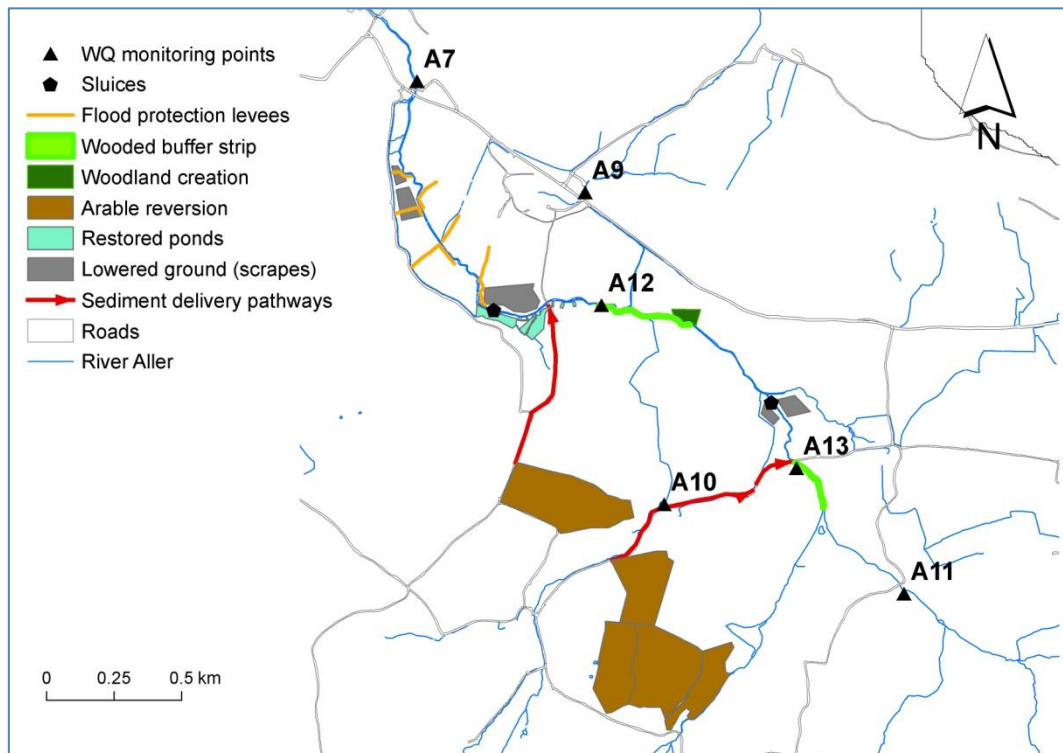 WQ monitoring points
Sluices
Flood protection levees
Wooded buffer strip
Woodland creation
Arable reversion
Restored ponds
Lowered ground (scrapes)
Sediment delivery pathways
Roads
River Aller
0 0.25 0.5 km
A7
A9
A12
A13
A10
A11
N